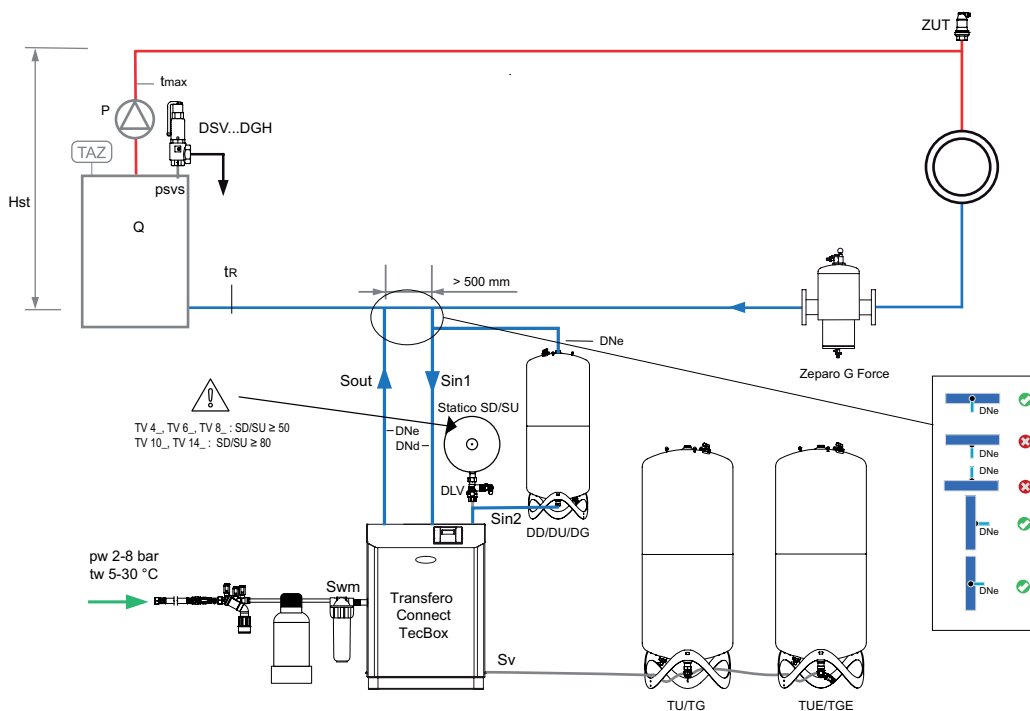 ZUT
tmax
P
DSV...DGH
TAZ
psvs
Hst
Q
tR
> 500 mm
DNe
Zeparo G Force
Sout
Sin1
Statico SD/SU
TV 4_, TV 6_, TV 8_ : SD/SU ≥ 50
TV 10_, TV 14_ : SD/SU ≥ 80
DNe
DNd
DLV
Sin2
DD/DU/DG
DNe
DNe
DNe
DNe
DNe
pw 2-8 bar
tw 5-30 °C
Swm
Transfero
Connect
TecBox
Sv
TU/TG
TUE/TGE